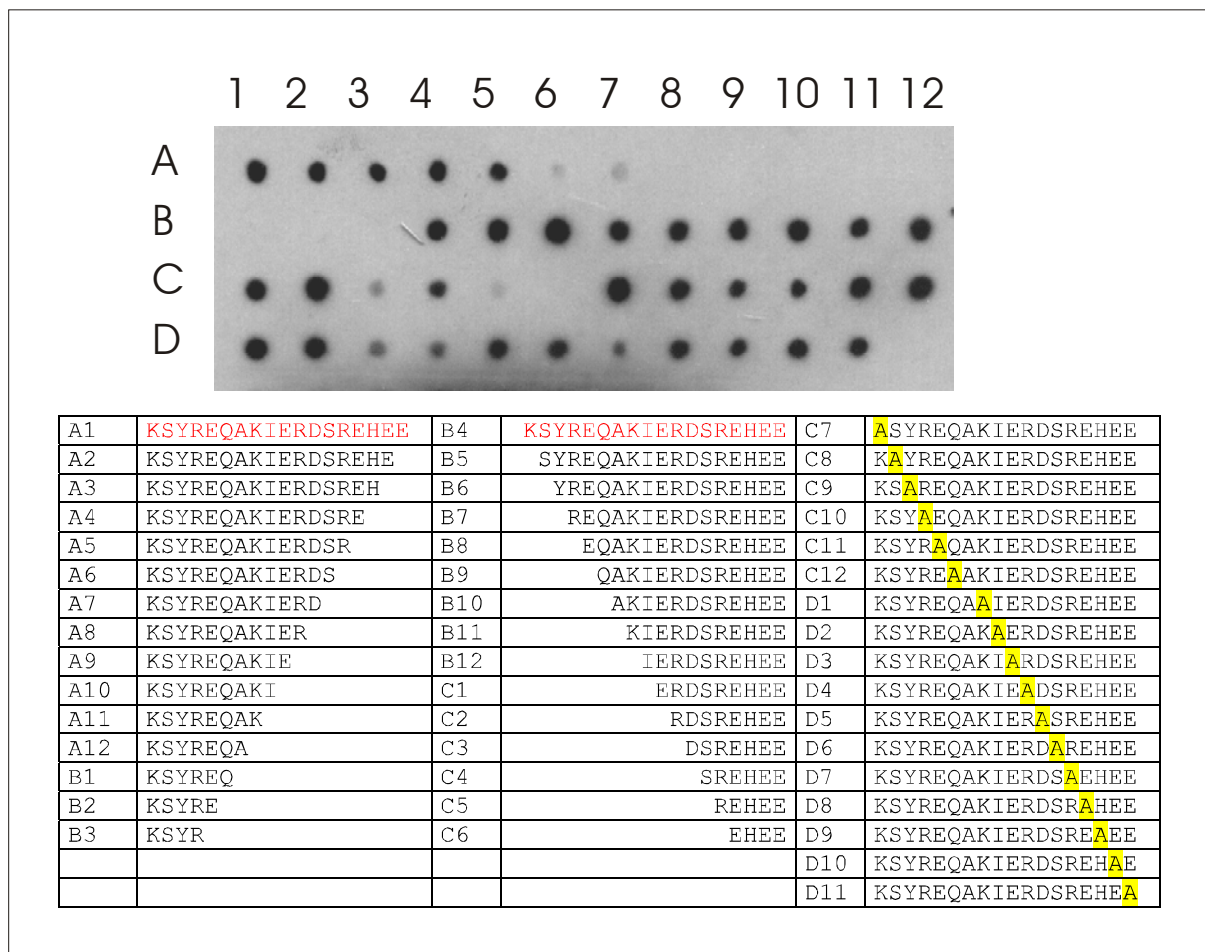 1 2 3 4 5 6 7 8 9 10 11 12
A
B
C
D
A1 KSYREQAKIERDSREHEE B4 KSYREQAKIERDSREHEE C7 ASYREQAKIERDSREHEE
A2 KSYREQAKIERDSREHE B5 SYREQAKIERDSREHEE C8 KAYREQAKIERDSREHEE
A3 KSYREQAKIERDSREH B6 YREQAKIERDSREHEE C9 KSAREQAKIERDSREHEE
A4 KSYREQAKIERDSRE B7 REQAKIERDSREHEE C10 KSYAEQAKIERDSREHEE
A5 KSYREQAKIERDSR B8 EQAKIERDSREHEE C11 KSYRAQAKIERDSREHEE
A6 KSYREQAKIERDS B9 QAKIERDSREHEE C12 KSYREAAKIERDSREHEE
A7 KSYREQAKIERD B10 AKIERDSREHEE D1 KSYREQAAIERDSREHEE
A8 KSYREQAKIER B11 KIERDSREHEE D2 KSYREQAKAERDSREHEE
A9 KSYREQAKIE B12 IERDSREHEE D3 KSYREQAKIARDSREHEE
A10 KSYREQAKI C1 ERDSREHEE D4 KSYREQAKIEADSREHEE
A11 KSYREQAK C2 RDSREHEE D5 KSYREQAKIERASREHEE
A12 KSYREQA C3 DSREHEE D6 KSYREQAKIERDAREHEE
B1 KSYREQ C4 SREHEE D7 KSYREQAKIERDSAEHEE
B2 KSYRE C5 REHEE D8 KSYREQAKIERDSRAHEE
B3 KSYR C6 EHEE D9 KSYREQAKIERDSREAEE
D10 KSYREQAKIERDSREHAE
D11 KSYREQAKIERDSREHEA